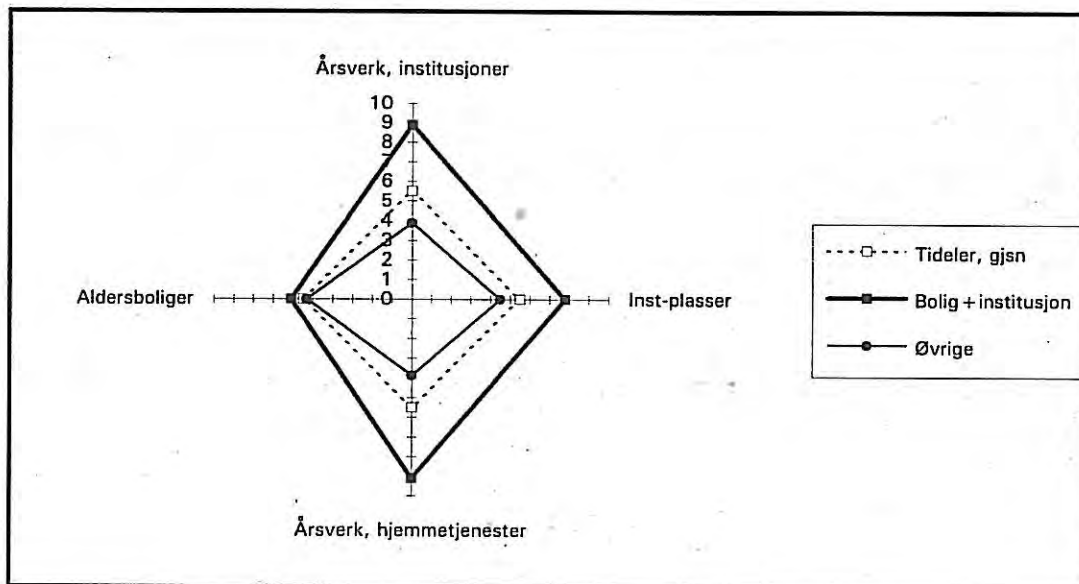 Årsverk, institusjoner
10
9
8
7
6
5
4
3
2
1
0
Aldersboliger
Inst-plasser
Årsverk, hjemmetjenester
Tideler, gjsn
Bolig+institusjon
Øvrige